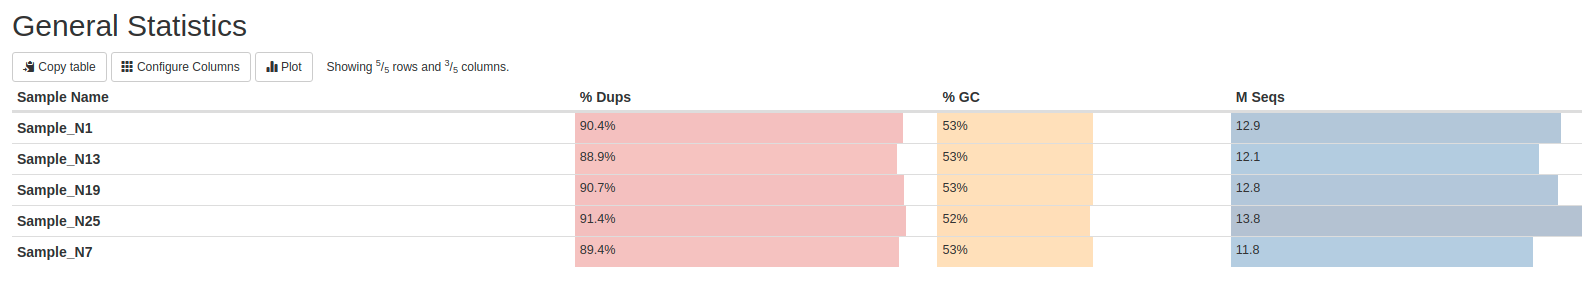 General Statistics
Copy table Configure Columns Plot Showing 5/5 rows and 3/5 columns.
Sample Name % Dups % GC M Seqs
Sample_N1 90.4% 53% 12.9
Sample_N13 88.9% 53% 12.1
Sample_N19 90.7% 53% 12.8
Sample_N25 91.4% 52% 13.8
Sample_N7 89.4% 53% 11.8